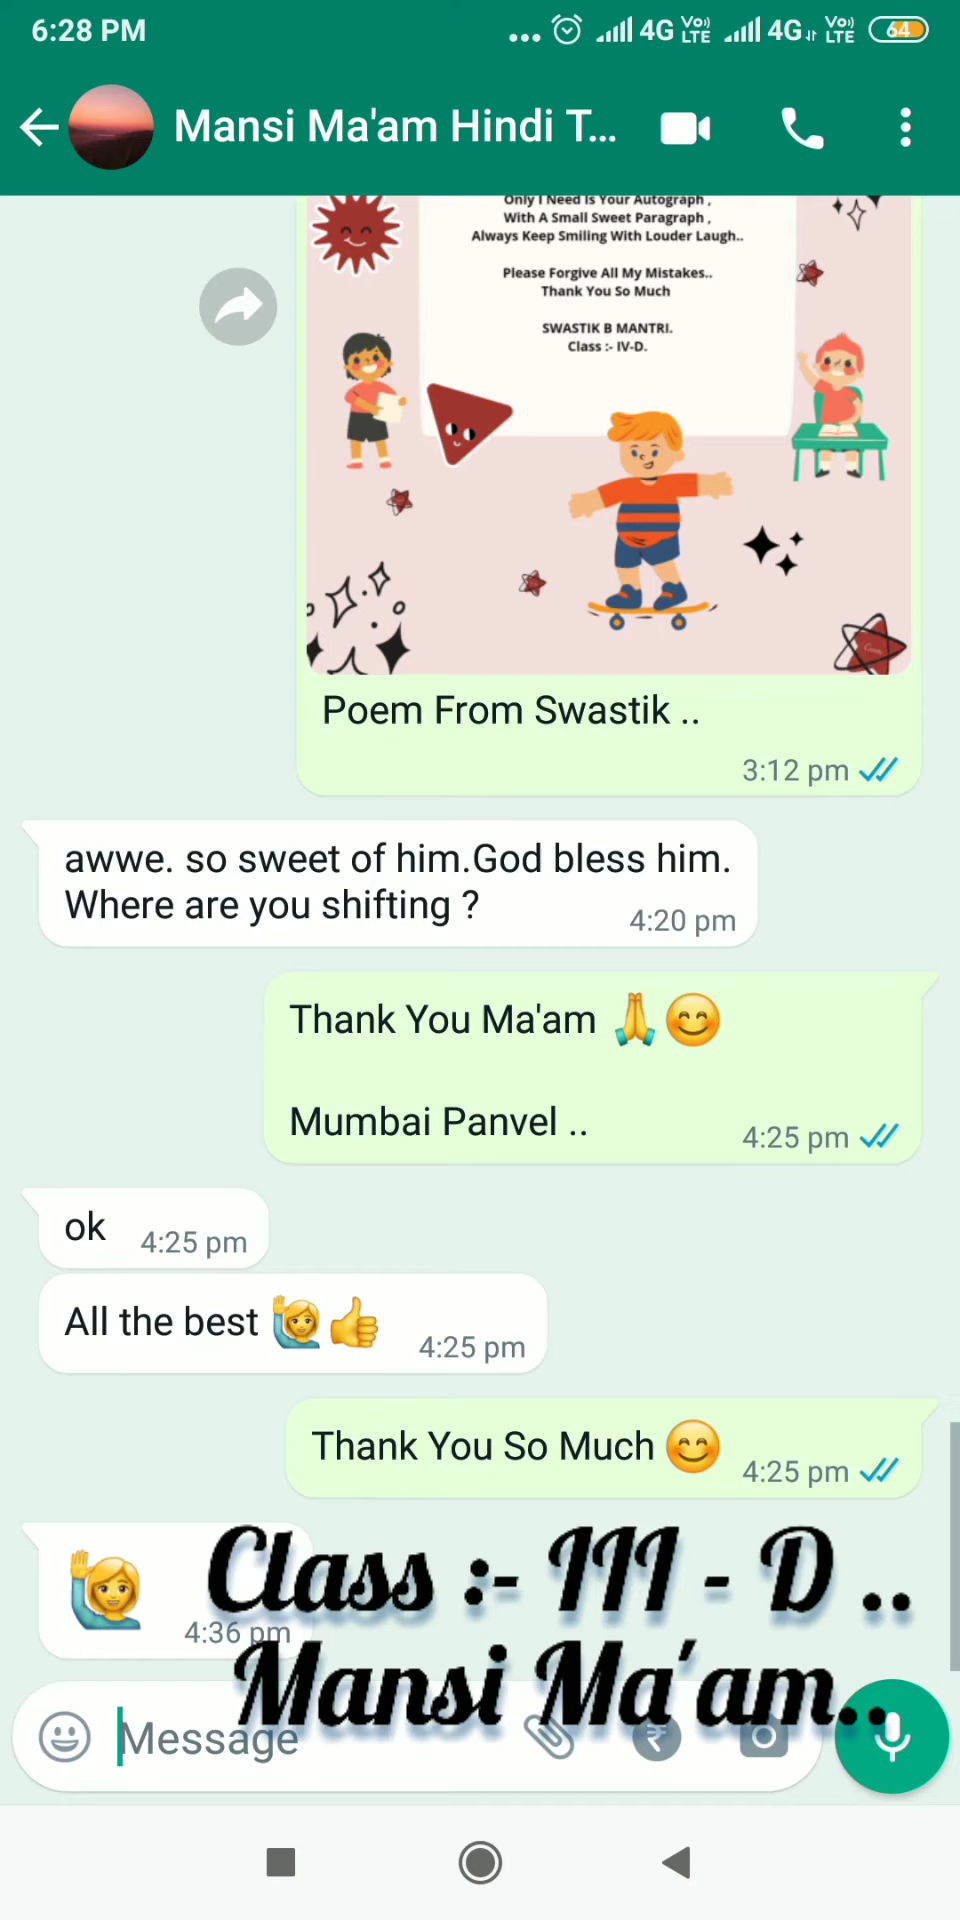 6:28 PM
4G Vo) LTE 4G Vo) LTE 64
Mansi Ma'am Hindi T...
Only I Need Is Your Autograph ,
With A Small Sweet Paragraph ,
Always Keep Smiling With Louder Laugh..
Please Forgive All My Mistakes..
Thank You So Much
SWASTIK B MANTRI.
Class :- IV-D.
Poem From Swastik ..
3:12 pm
awwe. so sweet of him.God bless him.
Where are you shifting ?
4:20 pm
Thank You Ma'am 🙏😊
Mumbai Panvel ..
4:25 pm
ok
4:25 pm
All the best 🙋‍♀️👍
4:25 pm
Thank You So Much 😊
4:25 pm
🙋‍♀️
4:36 pm
Class :- III - D ..
Mansi Ma'am..
Message
₹